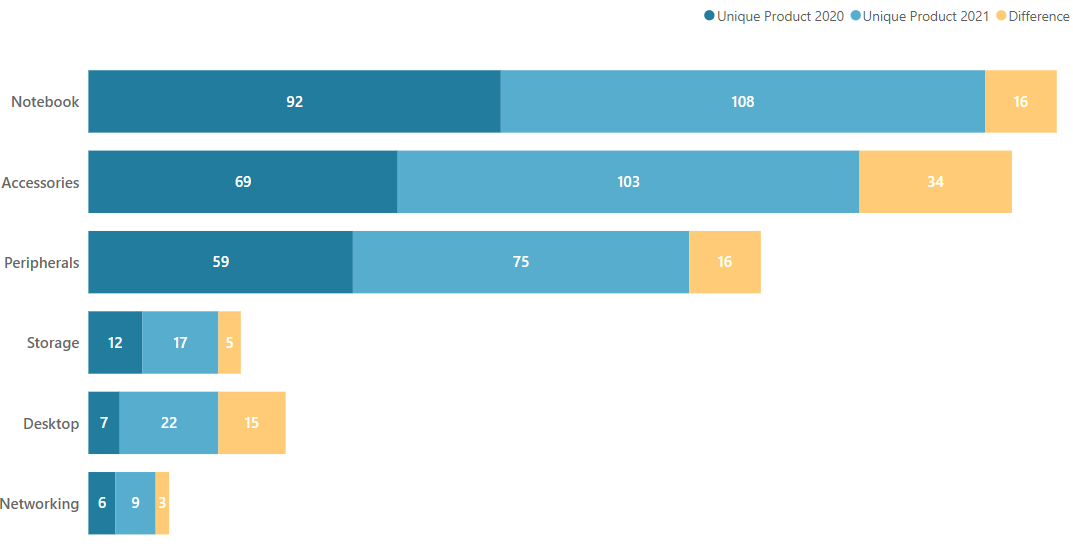 Unique Product 2020 Unique Product 2021 Difference
Notebook 92 108 16
Accessories 69 103 34
Peripherals 59 75 16
Storage 12 17 5
Desktop 7 22 15
Networking 6 9 3